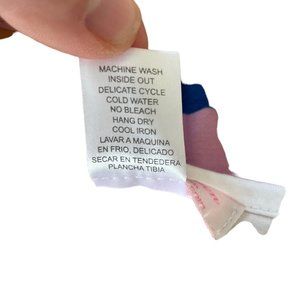 MACHINE WASH
INSIDE OUT
DELICATE CYCLE
COLD WATER
NO BLEACH
HANG DRY
COOL IRON
LAVAR A MAQUINA
EN FRIO, DELICADO
SECAR EN TENDEDERA
PLANCHA TIBIA